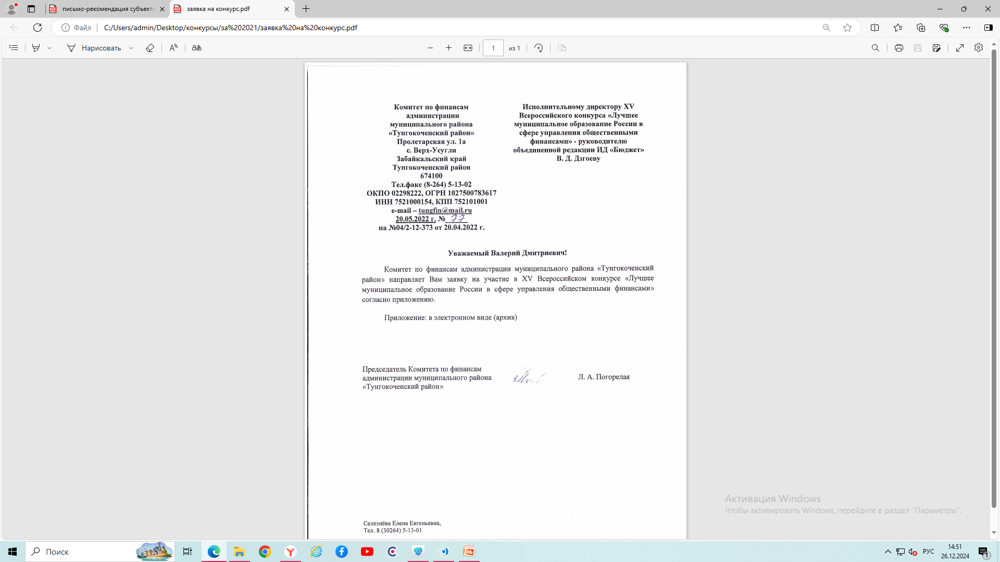 письмо-рекомендация субъекта
заявка на конкурс.pdf
Файл
C:/Users/admin/Desktop/конкурсы/за%202021/заявка%20на%20конкурс.pdf
Нарисовать
1
из 1
Комитет по финансам
администрации
муниципального района
«Тунгокоченский район»
Пролетарская ул. 1а
с. Верх-Усугли
Забайкальский край
Тунгокоченский район
674100
Тел.факс (8-264) 5-13-02
ОКПО 02298222, ОГРН 1027500783617
ИНН 7521000154, КПП 752101001
e-mail – tungfin@mail.ru
20.05.2022 г. № 77
на №04/2-12-373 от 20.04.2022 г.
Исполнительному директору XV
Всероссийского конкурса «Лучшее
муниципальное образование России в
сфере управления общественными
финансами» - руководителю
объединенной редакции ИД «Бюджет»
В. Д. Дзгоеву
Уважаемый Валерий Дмитриевич!
Комитет по финансам администрации муниципального района «Тунгокоченский
район» направляет Вам заявку на участие в XV Всероссийском конкурсе «Лучшее
муниципальное образование России в сфере управления общественными финансами»
согласно приложению.
Приложение: в электронном виде (архив)
Председатель Комитета по финансам
администрации муниципального района
«Тунгокоченский район»
Л. А. Погорелая
Селезнёва Елена Евгеньевна,
Тел. 8 (30264) 5-13-01
Активация Windows
Чтобы активировать Windows, перейдите в раздел "Параметры".
Поиск
РУС
14:51
26.12.2024
1